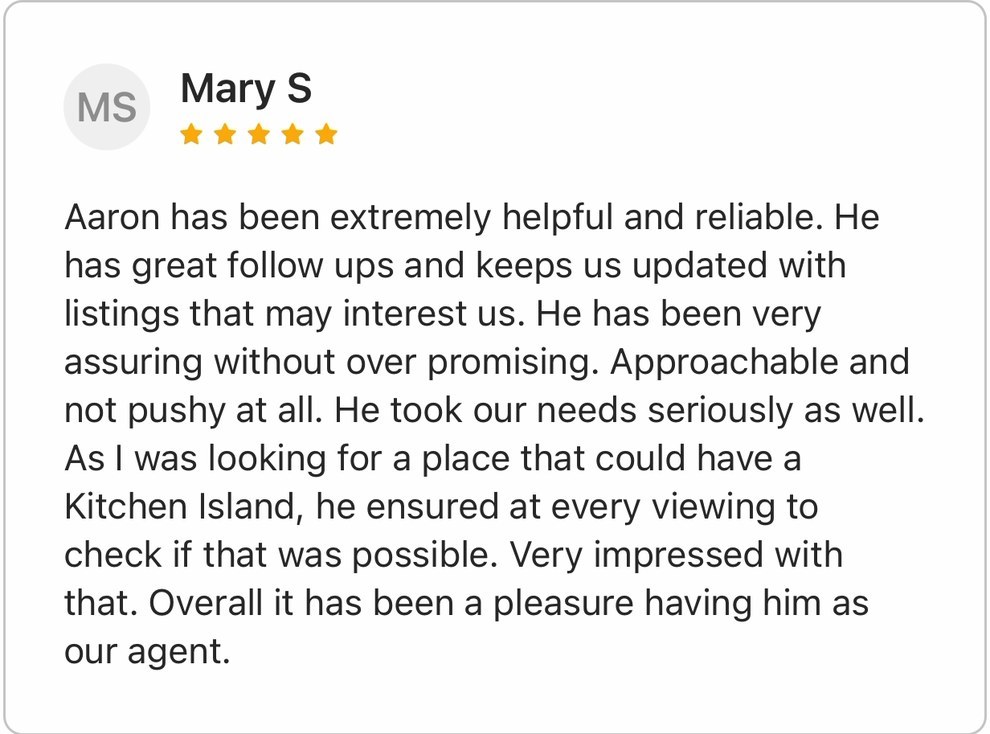 MS
Mary S
Aaron has been extremely helpful and reliable. He
has great follow ups and keeps us updated with
listings that may interest us. He has been very
assuring without over promising. Approachable and
not pushy at all. He took our needs seriously as well.
As I was looking for a place that could have a
Kitchen Island, he ensured at every viewing to
check if that was possible. Very impressed with
that. Overall it has been a pleasure having him as
our agent.